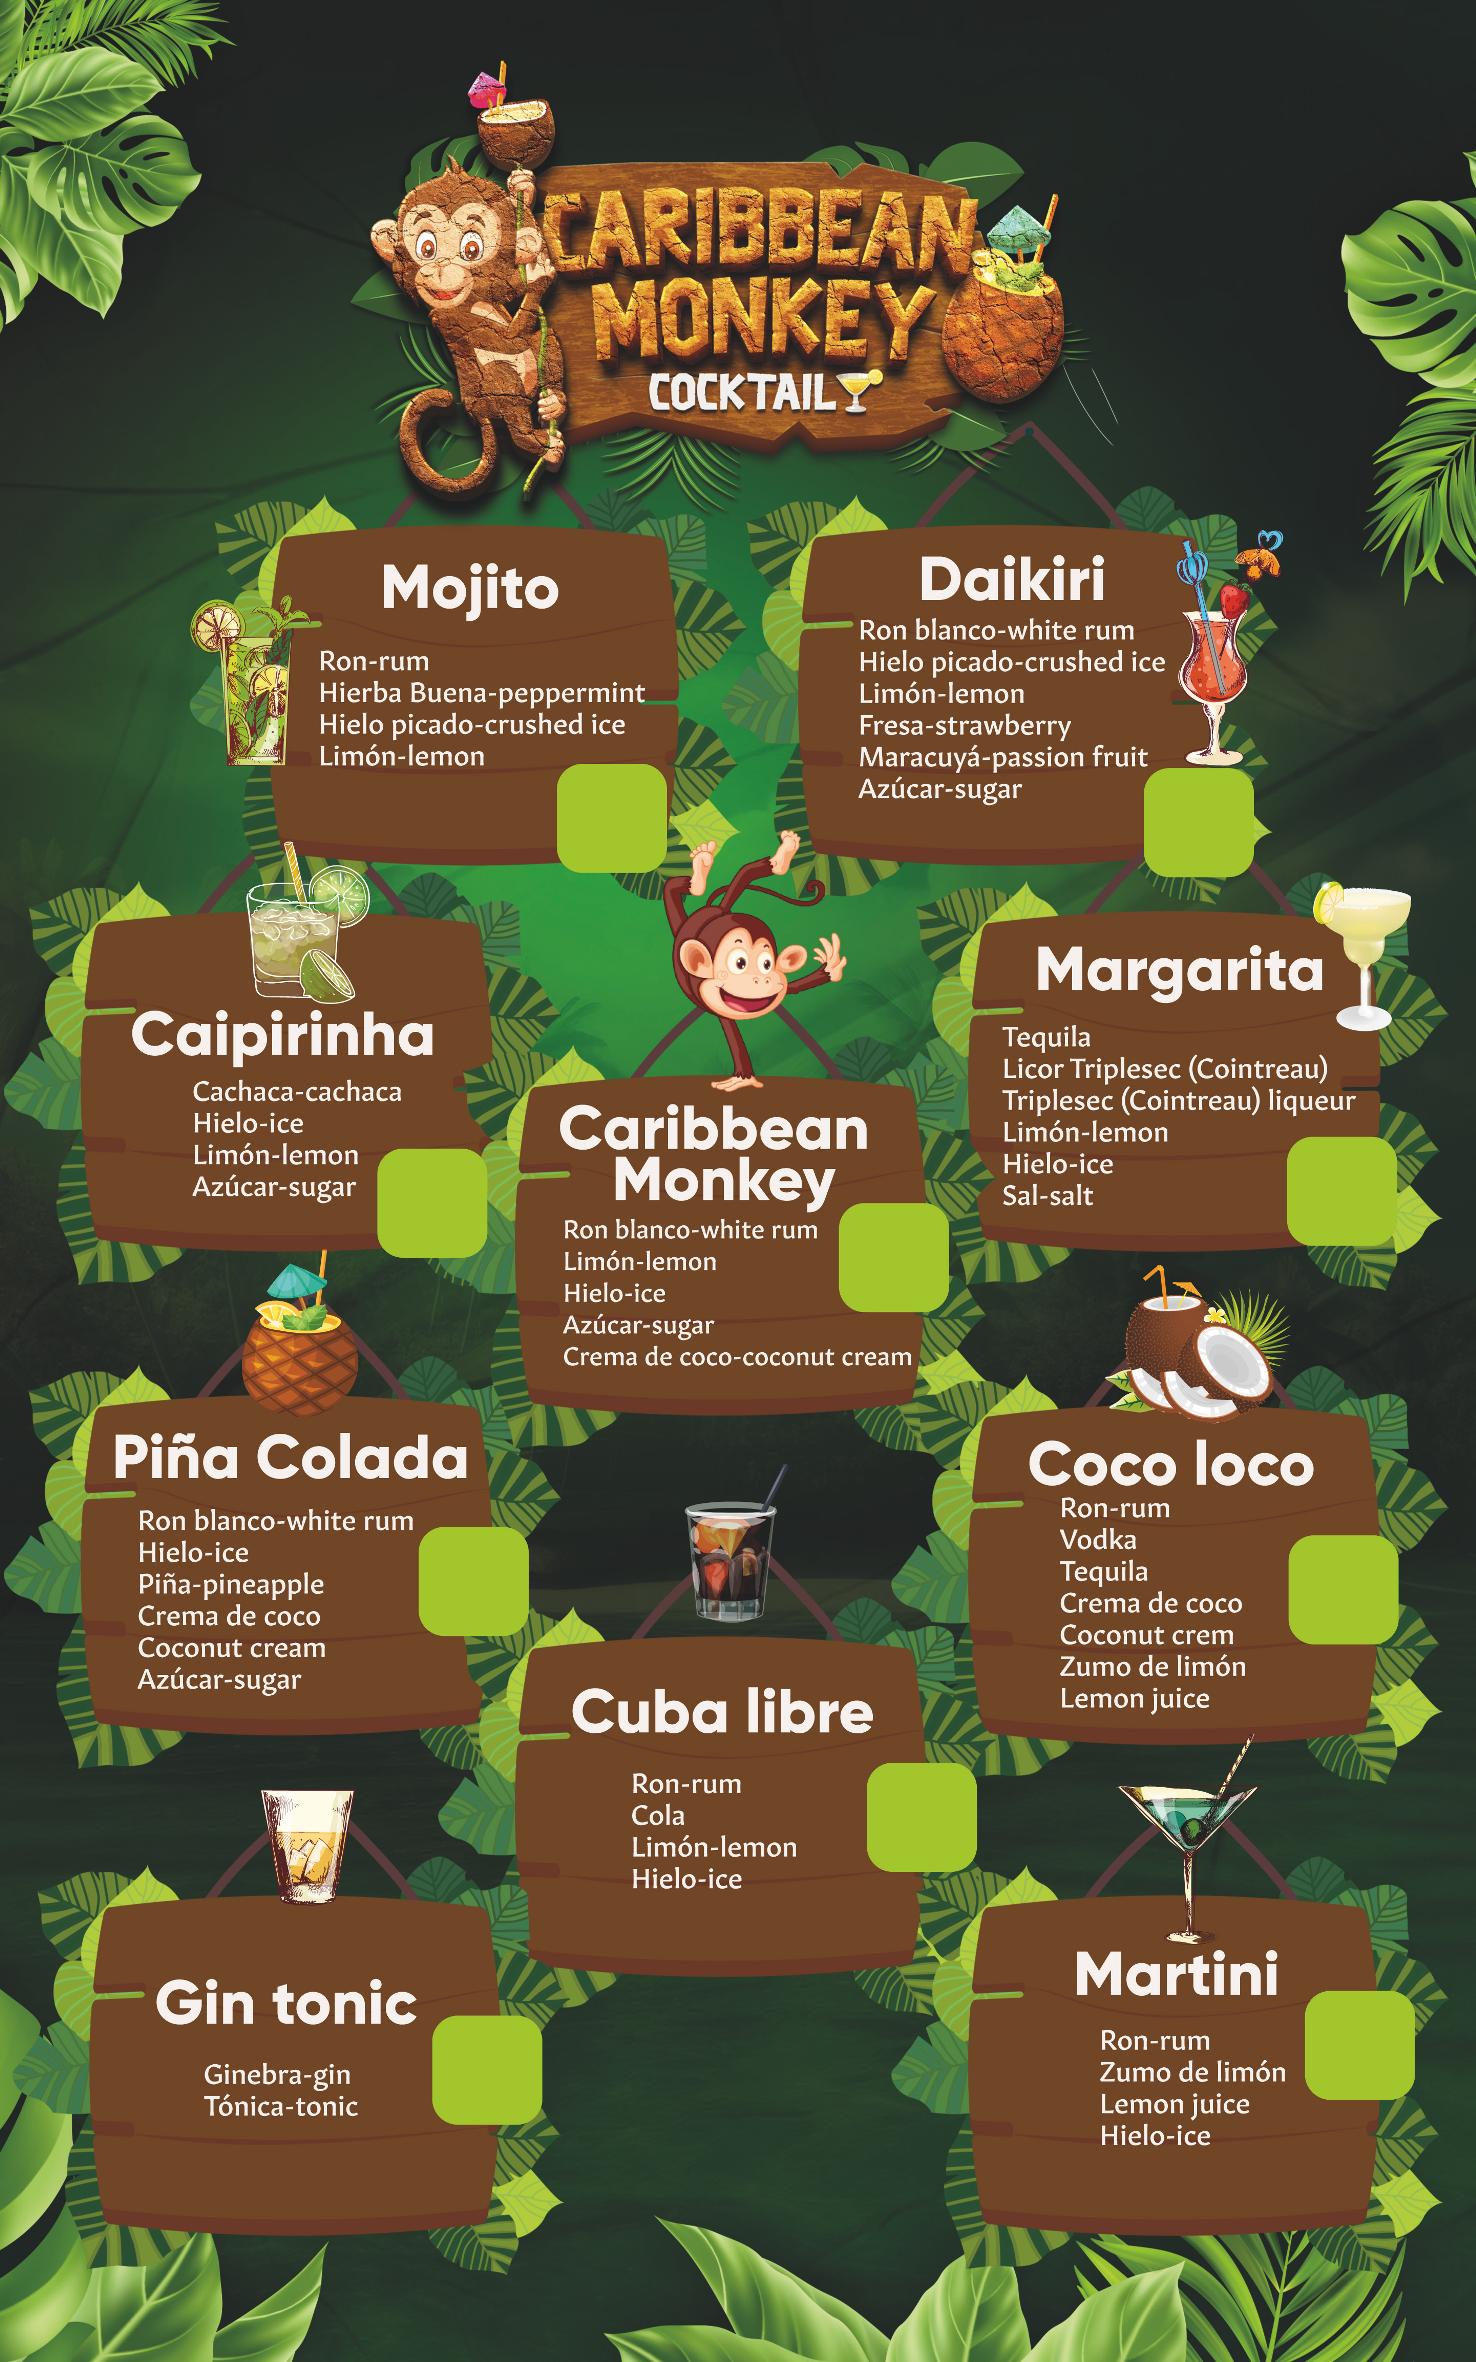 CARIBBEAN
MONKEY
COCKTAIL
Mojito
Ron-rum
Hierba Buena-peppermint
Hielo picado-crushed ice
Limón-lemon
Daikiri
Ron blanco-white rum
Hielo picado-crushed ice
Limón-lemon
Fresa-strawberry
Maracuyá-passion fruit
Azúcar-sugar
Caipirinha
Cachaca-cachaca
Hielo-ice
Limón-lemon
Azúcar-sugar
Caribbean
Monkey
Ron blanco-white rum
Limón-lemon
Hielo-ice
Azúcar-sugar
Crema de coco-coconut cream
Margarita
Tequila
Licor Triplesec (Cointreau)
Triplesec (Cointreau) liqueur
Limón-lemon
Hielo-ice
Sal-salt
Piña Colada
Ron blanco-white rum
Hielo-ice
Piña-pineapple
Crema de coco
Coconut cream
Azúcar-sugar
Cuba libre
Ron-rum
Cola
Limón-lemon
Hielo-ice
Coco loco
Ron-rum
Vodka
Tequila
Crema de coco
Coconut crem
Zumo de limón
Lemon juice
Gin tonic
Ginebra-gin
Tónica-tonic
Martini
Ron-rum
Zumo de limón
Lemon juice
Hielo-ice